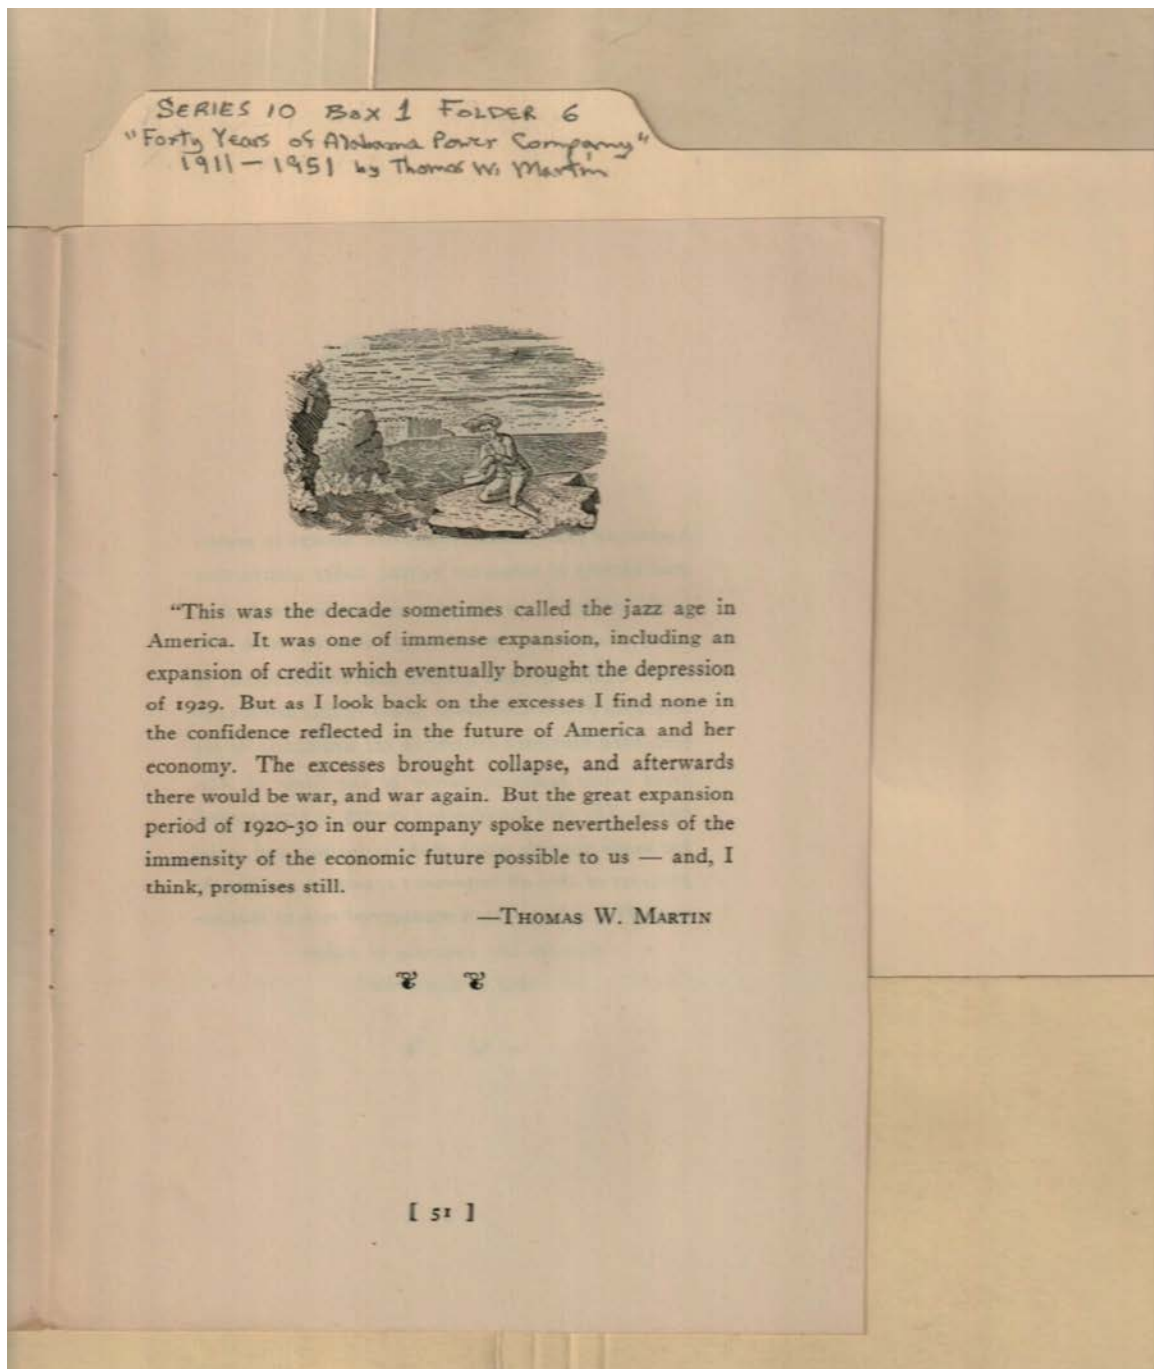 SERIES 10 BOX 1 FOLDER 6
"Forty Years of Alabama Power Company"
1911 - 1951 by Thomas W. Martin
“This was the decade sometimes called the jazz age in
America. It was one of immense expansion, including an
expansion of credit which eventually brought the depression
of 1929. But as I look back on the excesses I find none in
the confidence reflected in the future of America and her
economy. The excesses brought collapse, and afterwards
there would be war, and war again. But the great expansion
period of 1920-30 in our company spoke nevertheless of the
immensity of the economic future possible to us — and, I
think, promises still.
—THOMAS W. MARTIN
[ 51 ]